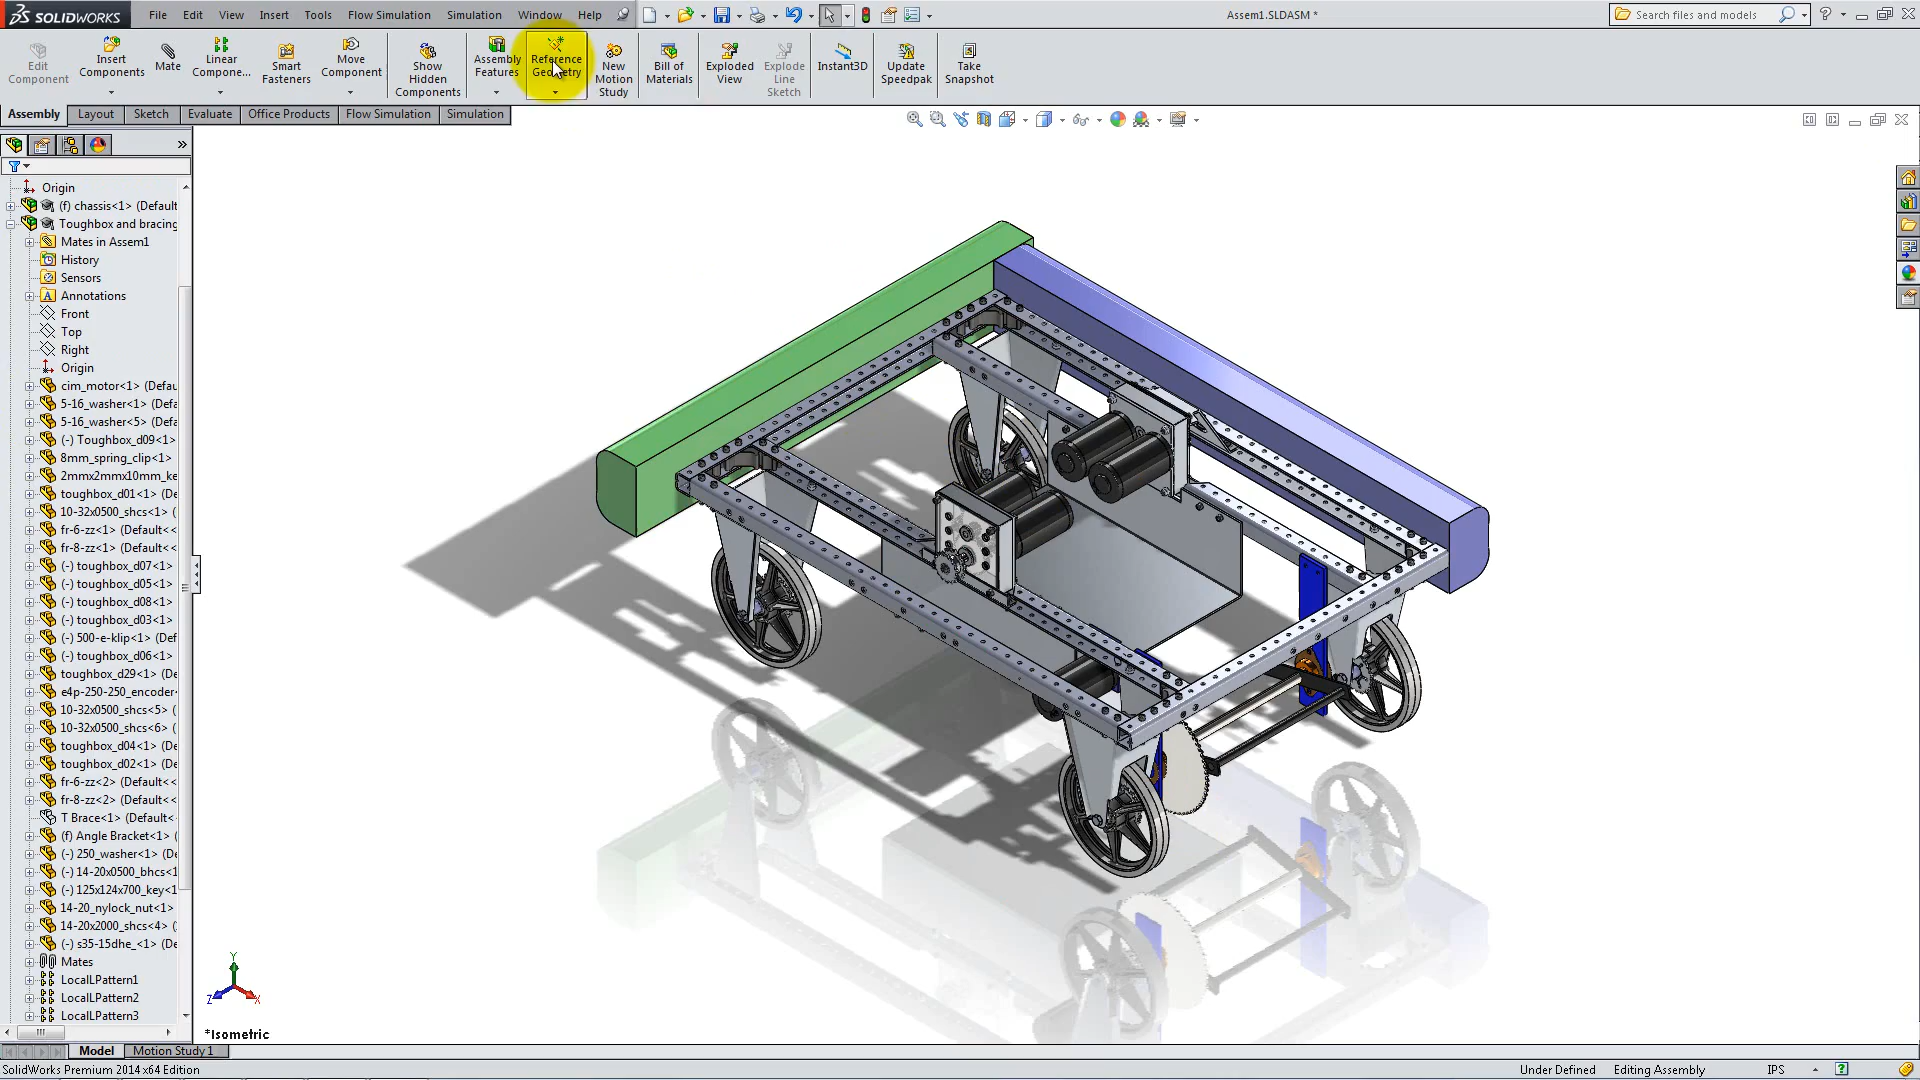 SOLIDWORKS File Edit View Insert Tools Flow Simulation Simulation Window Help Assem1.SLDASM * Search files and models
Edit Component
Insert Components
Mate
Linear Compone...
Smart Fasteners
Move Component
Show Hidden Components
Assembly Features
Reference Geometry
New Motion Study
Bill of Materials
Exploded View
Explode Line Sketch
Instant3D
Update Speedpak
Take Snapshot
Assembly Layout Sketch Evaluate Office Products Flow Simulation Simulation
Origin
(f) chassis<1> (Default
Toughbox and bracing
Mates in Assem1
History
Sensors
Annotations
Front
Top
Right
Origin
cim_motor<1> (Defau
5-16_washer<1> (Def
5-16_washer<5> (Def
(-) Toughbox_d09<1>
8mm_spring_clip<1>
2mmx2mmx10mm_ke
toughbox_d01<1> (De
10-32x0500_shcs<1> (
fr-6-zz<1> (Default<<
fr-8-zz<1> (Default<<
(-) toughbox_d07<1>
(-) toughbox_d05<1>
(-) toughbox_d08<1>
(-) toughbox_d03<1>
(-) 500-e-klip<1> (Def
(-) toughbox_d06<1>
toughbox_d29<1> (De
e4p-250-250_encoder<
10-32x0500_shcs<5> (
10-32x0500_shcs<6> (
toughbox_d04<1> (De
toughbox_d02<1> (De
fr-6-zz<2> (Default<<
fr-8-zz<2> (Default<<
T Brace<1> (Default<
(f) Angle Bracket<1> (
(-) 250_washer<1> (De
(-) 14-20x0500_bhcs<1
(-) 125x124x700_key<1
14-20_nylock_nut<1>
14-20x2000_shcs<4> (
(-) s35-15dhe_<1> (De
Mates
LocalLPattern1
LocalLPattern2
LocalLPattern3
Y
Z
X
*Isometric
Model Motion Study 1
SolidWorks Premium 2014 x64 Edition Under Defined Editing Assembly IPS